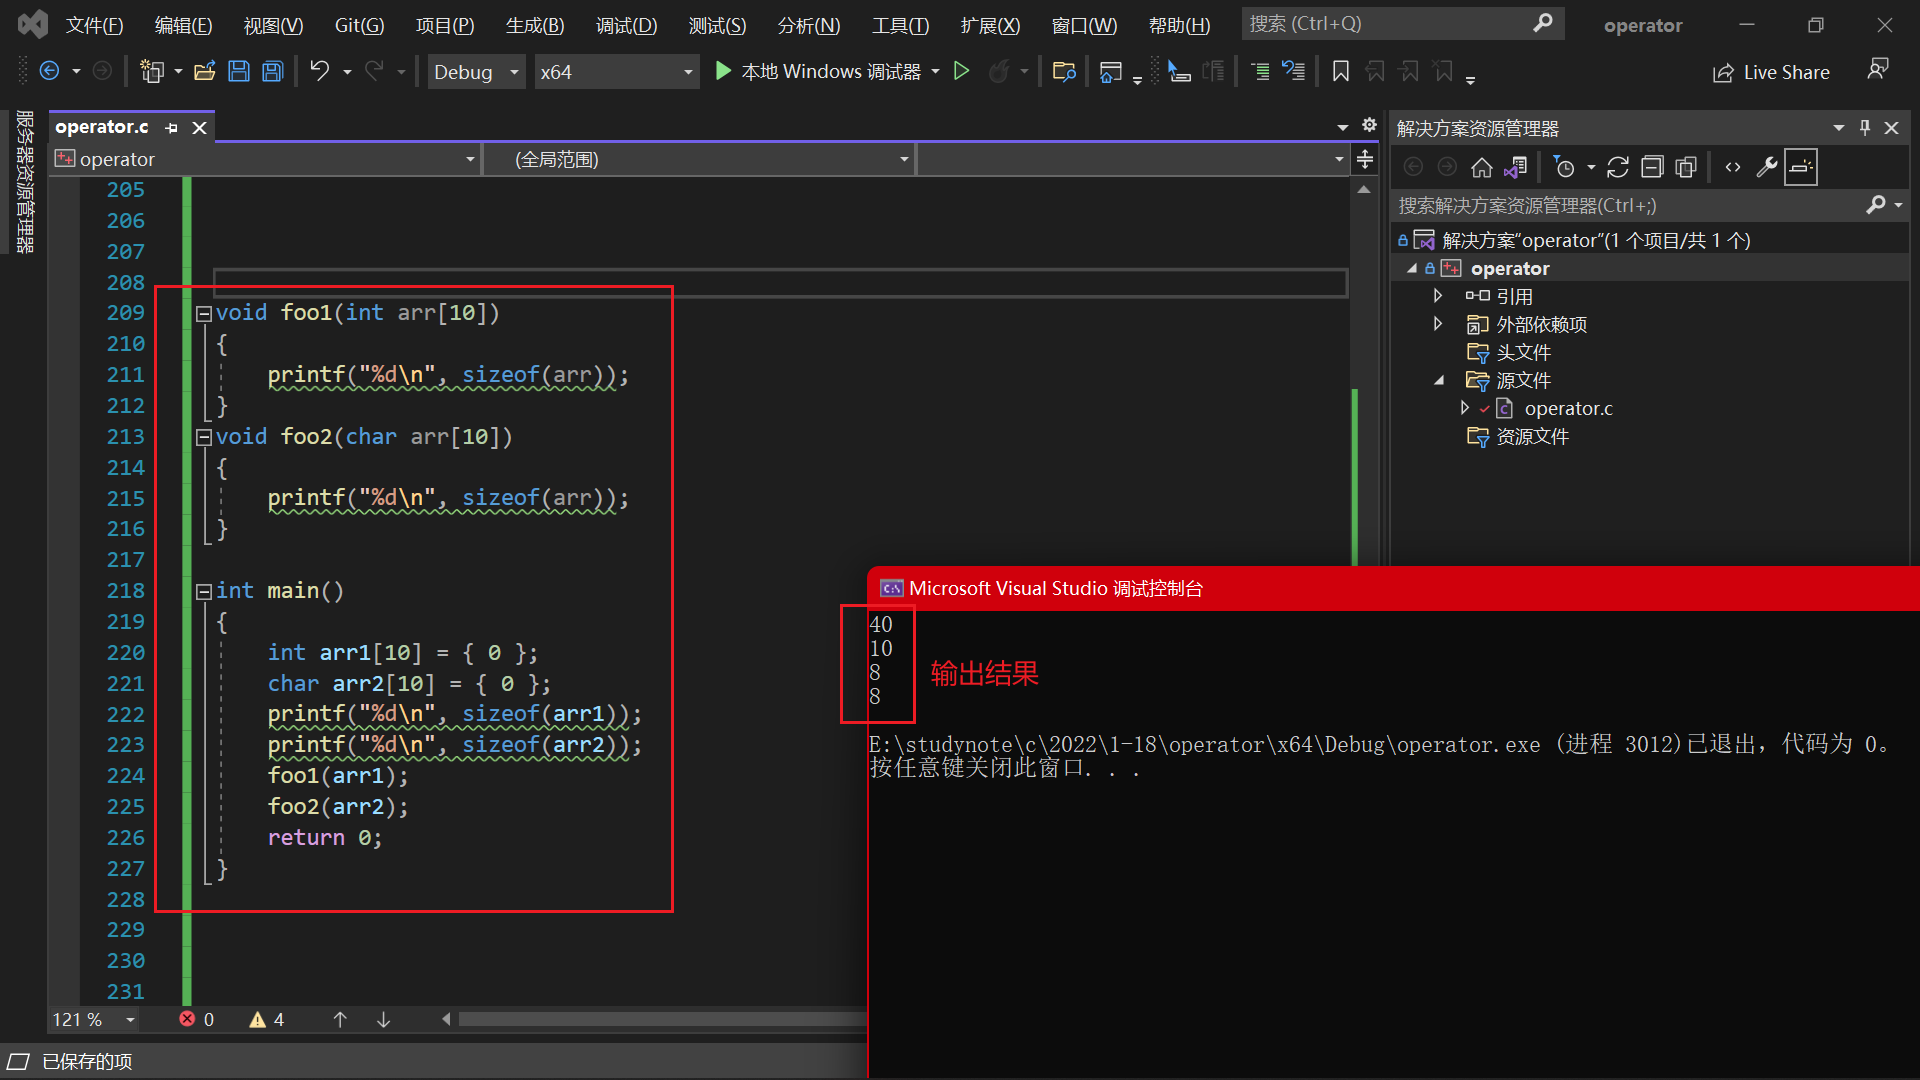 文件(F) 编辑(E) 视图(V) Git(G) 项目(P) 生成(B) 调试(D) 测试(S) 分析(N) 工具(T) 扩展(X) 窗口(W) 帮助(H) 搜索 (Ctrl+Q) operator
Debug x64 本地 Windows 调试器 Live Share
服务器资源管理器
operator.c
operator (全局范围)
205
206
207
208
209 void foo1(int arr[10])
210 {
211 printf("%d\n", sizeof(arr));
212 }
213 void foo2(char arr[10])
214 {
215 printf("%d\n", sizeof(arr));
216 }
217
218 int main()
219 {
220 int arr1[10] = { 0 };
221 char arr2[10] = { 0 };
222 printf("%d\n", sizeof(arr1));
223 printf("%d\n", sizeof(arr2));
224 foo1(arr1);
225 foo2(arr2);
226 return 0;
227 }
228
229
230
231
121 % 0 4
已保存的项
解决方案资源管理器
搜索解决方案资源管理器(Ctrl+;)
解决方案“operator”(1 个项目/共 1 个)
operator
引用
外部依赖项
头文件
源文件
operator.c
资源文件
Microsoft Visual Studio 调试控制台
40
10
8
8
输出结果
E:\studynote\c\2022\1-18\operator\x64\Debug\operator.exe (进程 3012)已退出，代码为 0。
按任意键关闭此窗口. . .